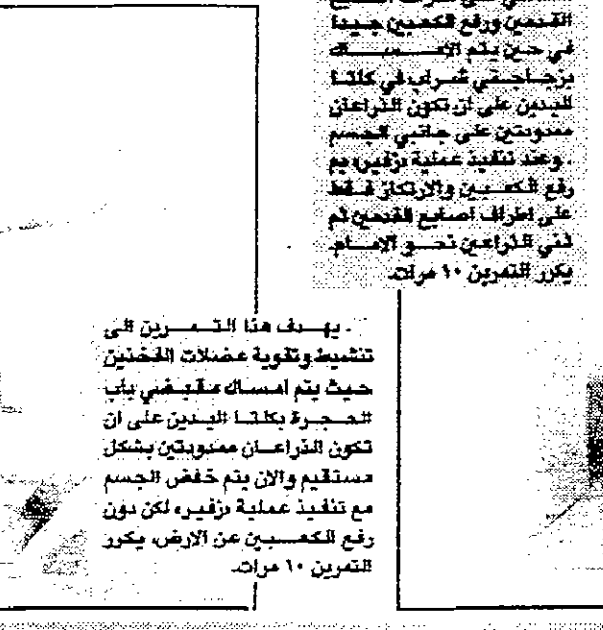 القدمين ورفع الكعبين جيدا
في حين يتم الامساك
بزجاجتي شراب في كلتا
اليدين على ان تكون الذراعان
ممدودتين على جانبي الجسم
. وعند تنفيذ عملية «زفير» يتم
رفع الكعبين والارتكاز فقط
على اطراف اصابع القدمين ثم
ثني الذراعين نحو الامام.
يكرر التمرين ١٠ مرات.
. يهدف هذا التمرين الى
تنشيط وتقوية عضلات الفخذين
حيث يتم امساك مقبضي باب
الحجرة بكلتا اليدين على ان
تكون الذراعان ممدودتين بشكل
مستقيم والان يتم خفض الجسم
مع تنفيذ عملية «زفير» لكن دون
رفع الكعبين عن الارض، يكرر
التمرين ١٠ مرات.